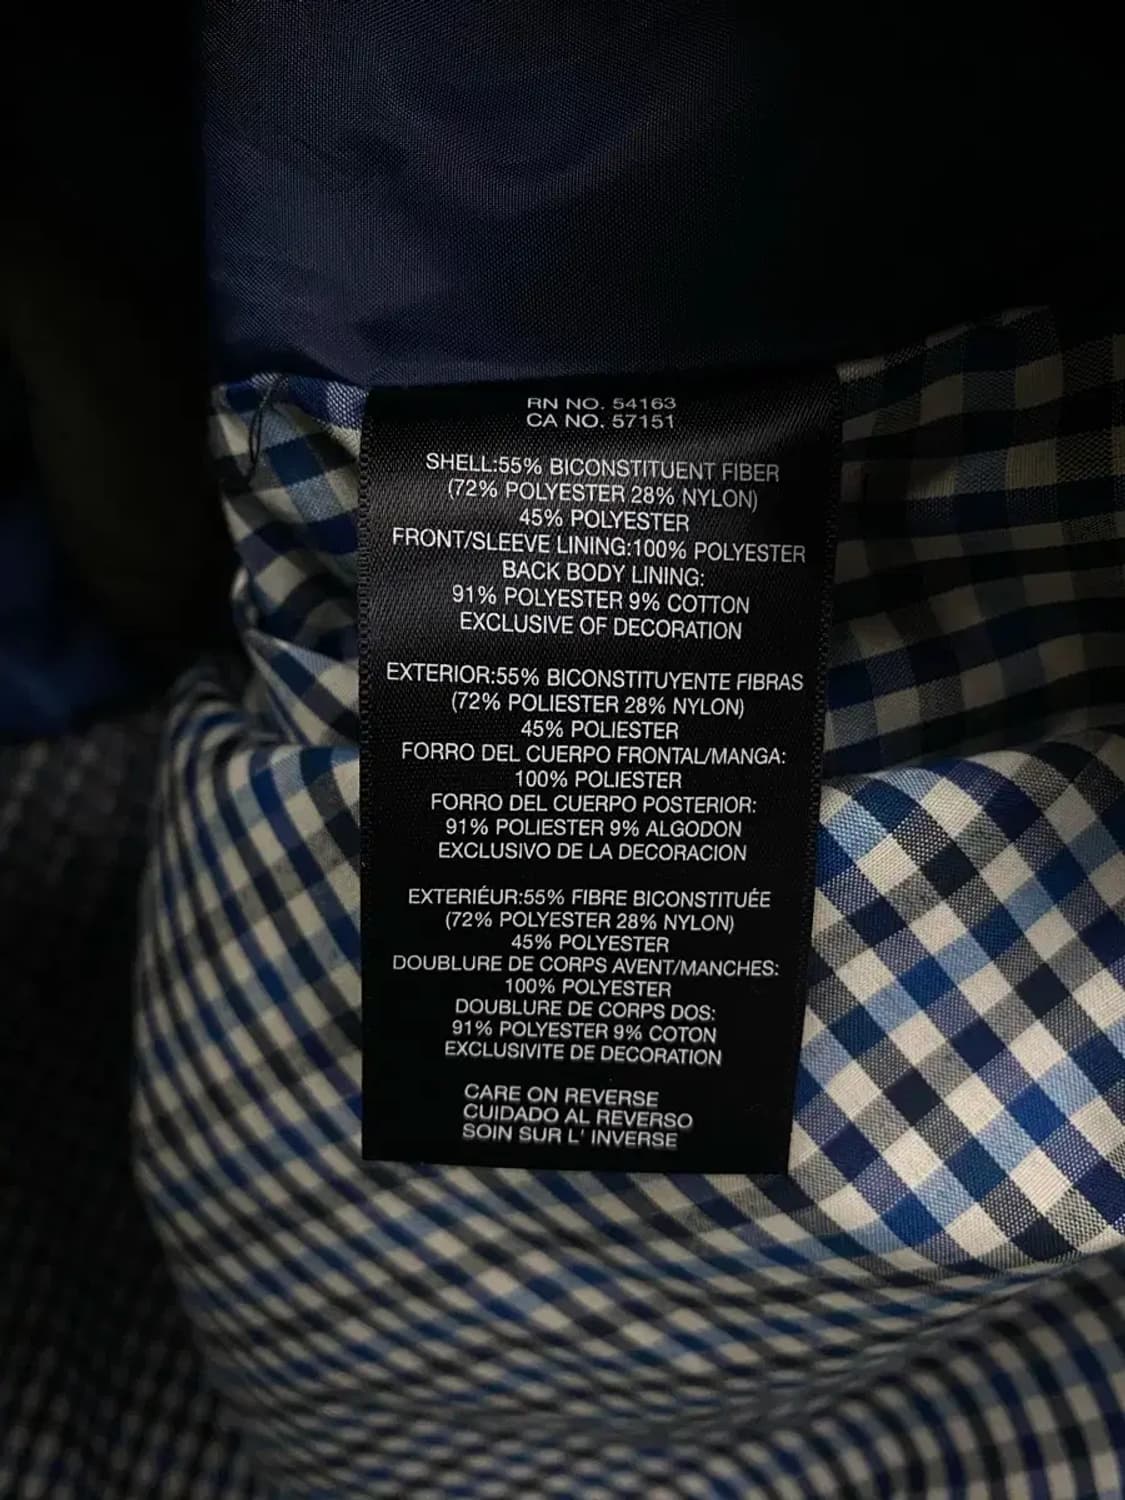 RN NO. 54163
CA NO. 57151
SHELL:55% BICONSTITUENT FIBER
(72% POLYESTER 28% NYLON)
45% POLYESTER
FRONT/SLEEVE LINING:100% POLYESTER
BACK BODY LINING:
91% POLYESTER 9% COTTON
EXCLUSIVE OF DECORATION
EXTERIOR:55% BICONSTITUYENTE FIBRAS
(72% POLIESTER 28% NYLON)
45% POLIESTER
FORRO DEL CUERPO FRONTAL/MANGA:
100% POLIESTER
FORRO DEL CUERPO POSTERIOR:
91% POLIESTER 9% ALGODON
EXCLUSIVO DE LA DECORACION
EXTERIÉUR:55% FIBRE BICONSTITUÉE
(72% POLYESTER 28% NYLON)
45% POLYESTER
DOUBLURE DE CORPS AVENT/MANCHES:
100% POLYESTER
DOUBLURE DE CORPS DOS:
91% POLYESTER 9% COTON
EXCLUSIVITE DE DECORATION
CARE ON REVERSE
CUIDADO AL REVERSO
SOIN SUR L' INVERSE